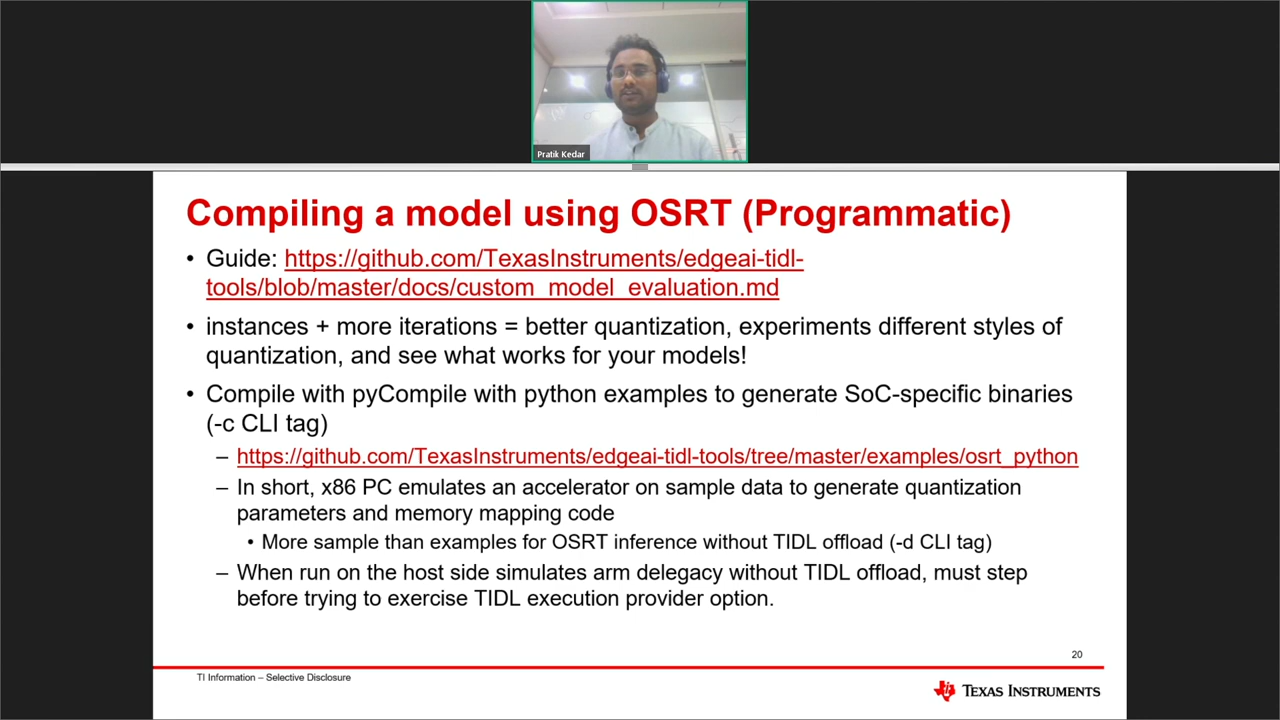 Pratik Kedar
Compiling a model using OSRT (Programmatic)
• Guide: https://github.com/TexasInstruments/edgeai-tidl-
tools/blob/master/docs/custom_model_evaluation.md
• instances + more iterations = better quantization, experiments different styles of
quantization, and see what works for your models!
• Compile with pyCompile with python examples to generate SoC-specific binaries
(-c CLI tag)
– https://github.com/TexasInstruments/edgeai-tidl-tools/tree/master/examples/osrt_python
– In short, x86 PC emulates an accelerator on sample data to generate quantization
parameters and memory mapping code
• More sample than examples for OSRT inference without TIDL offload (-d CLI tag)
– When run on the host side simulates arm delegacy without TIDL offload, must step
before trying to exercise TIDL execution provider option.
20
TI Information – Selective Disclosure
TEXAS INSTRUMENTS